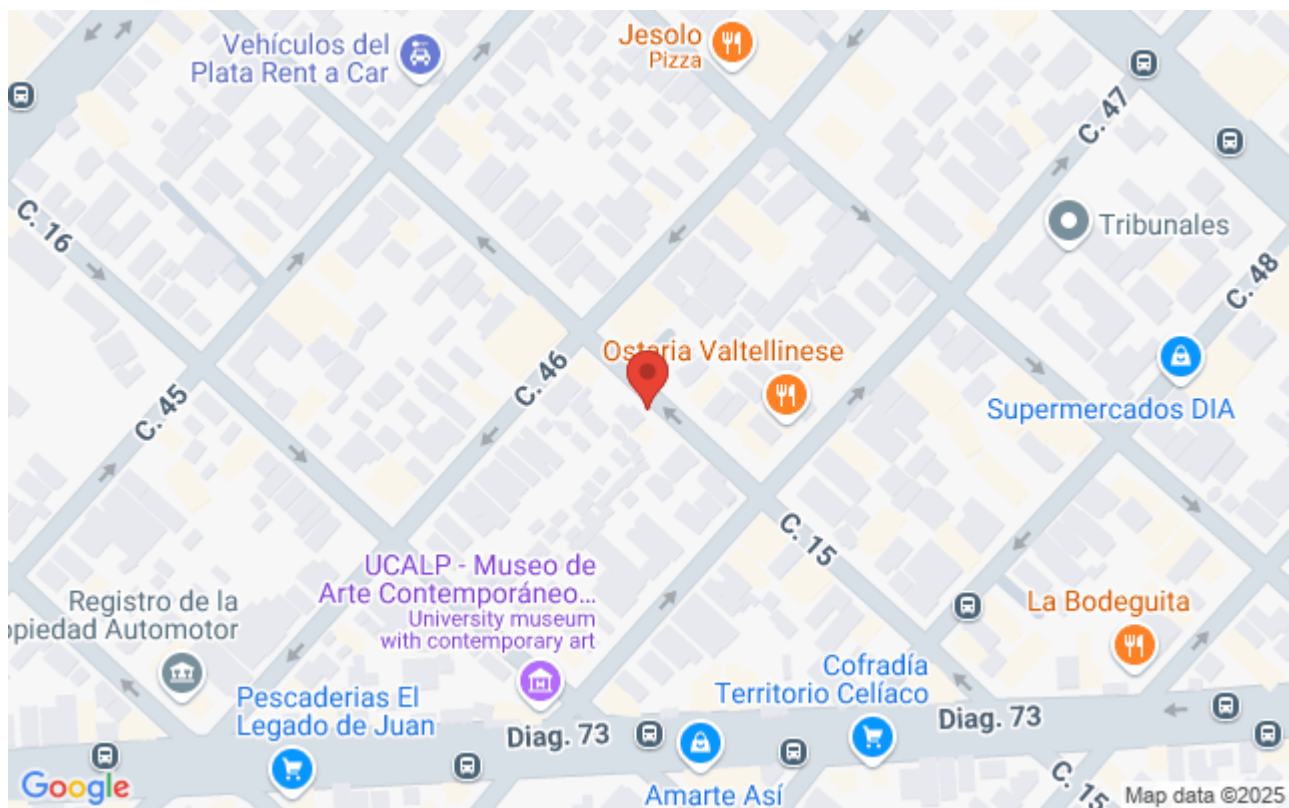 Vehículos del
Plata Rent a Car
Jesolo
Pizza
C. 47
C. 16
Tribunales
C. 48
Ostaria Valtellinese
C. 46
C. 45
Supermercados DIA
C. 15
UCALP - Museo de
Arte Contemporáneo...
University museum
with contemporary art
Registro de la
opiedad Automotor
La Bodeguita
Cofradía
Territorio Celíaco
Pescaderias El
Legado de Juan
Diag. 73
Diag. 73
Amarte Así
C. 15
Google
Map data ©2025